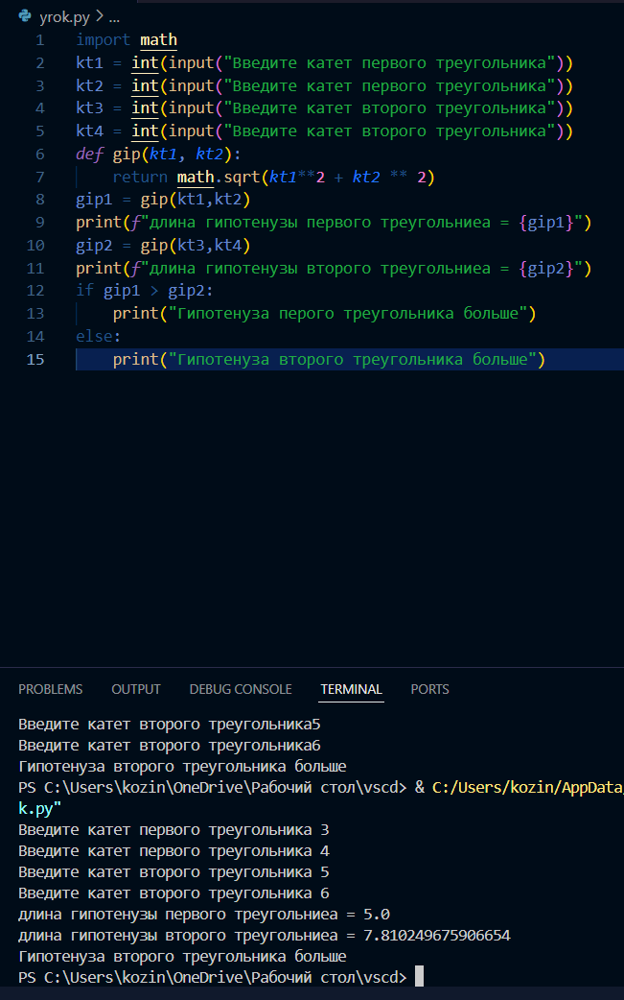 yrok.py > ...
1 import math
2 kt1 = int(input("Введите катет первого треугольника"))
3 kt2 = int(input("Введите катет первого треугольника"))
4 kt3 = int(input("Введите катет второго треугольника"))
5 kt4 = int(input("Введите катет второго треугольника"))
6 def gip(kt1, kt2):
7     return math.sqrt(kt1**2 + kt2 ** 2)
8 gip1 = gip(kt1,kt2)
9 print(f"длина гипотенузы первого треугольниеа = {gip1}")
10 gip2 = gip(kt3,kt4)
11 print(f"длина гипотенузы второго треугольниеа = {gip2}")
12 if gip1 > gip2:
13     print("Гипотенуза перого треугольника больше")
14 else:
15     print("Гипотенуза второго треугольника больше")
PROBLEMS OUTPUT DEBUG CONSOLE TERMINAL PORTS
Введите катет второго треугольника5
Введите катет второго треугольника6
Гипотенуза второго треугольника больше
PS C:\Users\kozin\OneDrive\Рабочий стол\vscd> & C:/Users/kozin/AppData
k.py"
Введите катет первого треугольника 3
Введите катет первого треугольника 4
Введите катет второго треугольника 5
Введите катет второго треугольника 6
длина гипотенузы первого треугольниеа = 5.0
длина гипотенузы второго треугольниеа = 7.810249675906654
Гипотенуза второго треугольника больше
PS C:\Users\kozin\OneDrive\Рабочий стол\vscd>